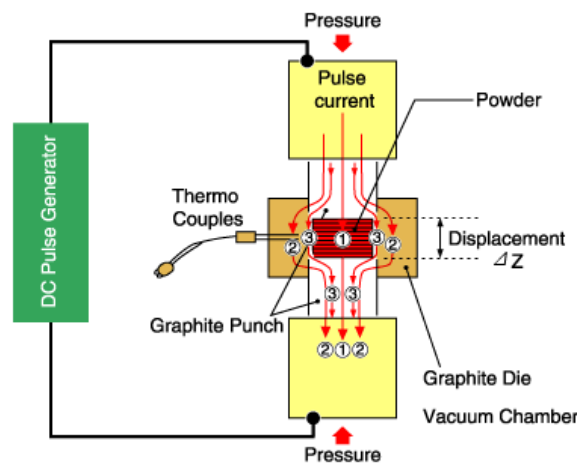 Pressure
Pulse
current
Powder
DC Pulse Generator
Thermo
Couples
② ③ ① ③ ②
Displacement
⊿Z
③ ③
Graphite Punch
② ① ②
Graphite Die
Vacuum Chamber
Pressure